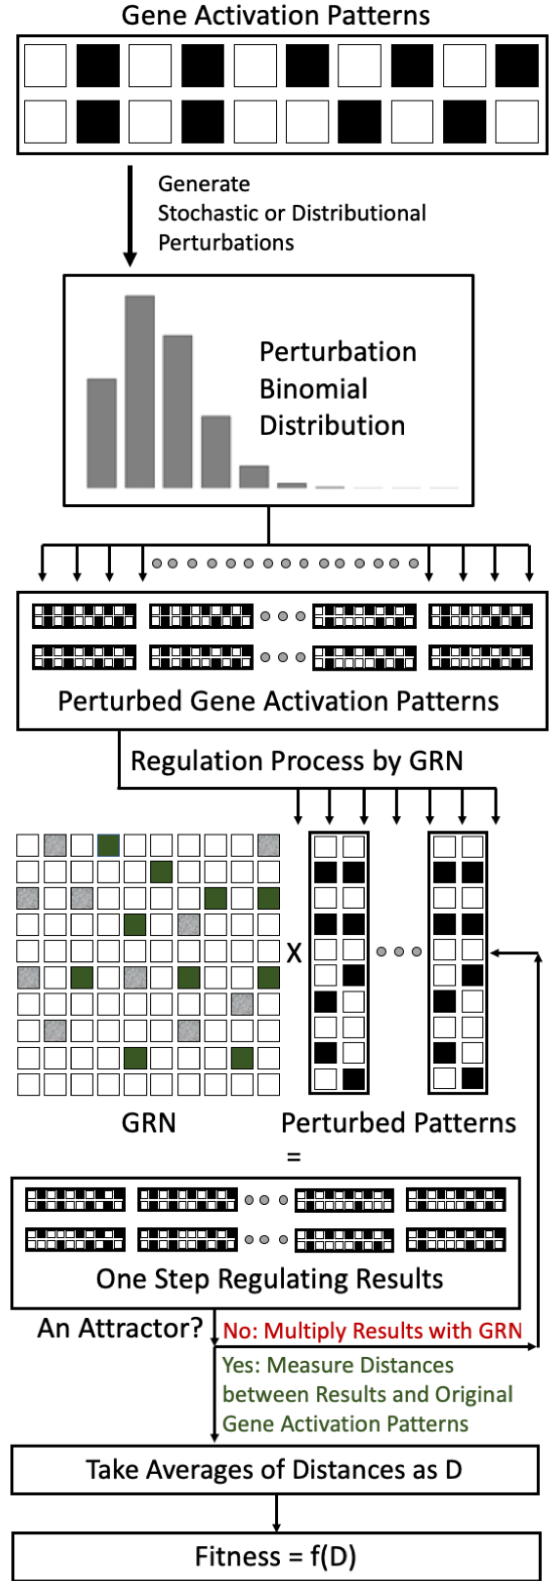 Gene Activation Patterns
Generate
Stochastic or Distributional
Perturbations
Perturbation
Binomial
Distribution
Perturbed Gene Activation Patterns
Regulation Process by GRN
X
GRN
Perturbed Patterns
=
One Step Regulating Results
An Attractor?
No: Multiply Results with GRN
Yes: Measure Distances
between Results and Original
Gene Activation Patterns
Take Averages of Distances as D
Fitness = f(D)